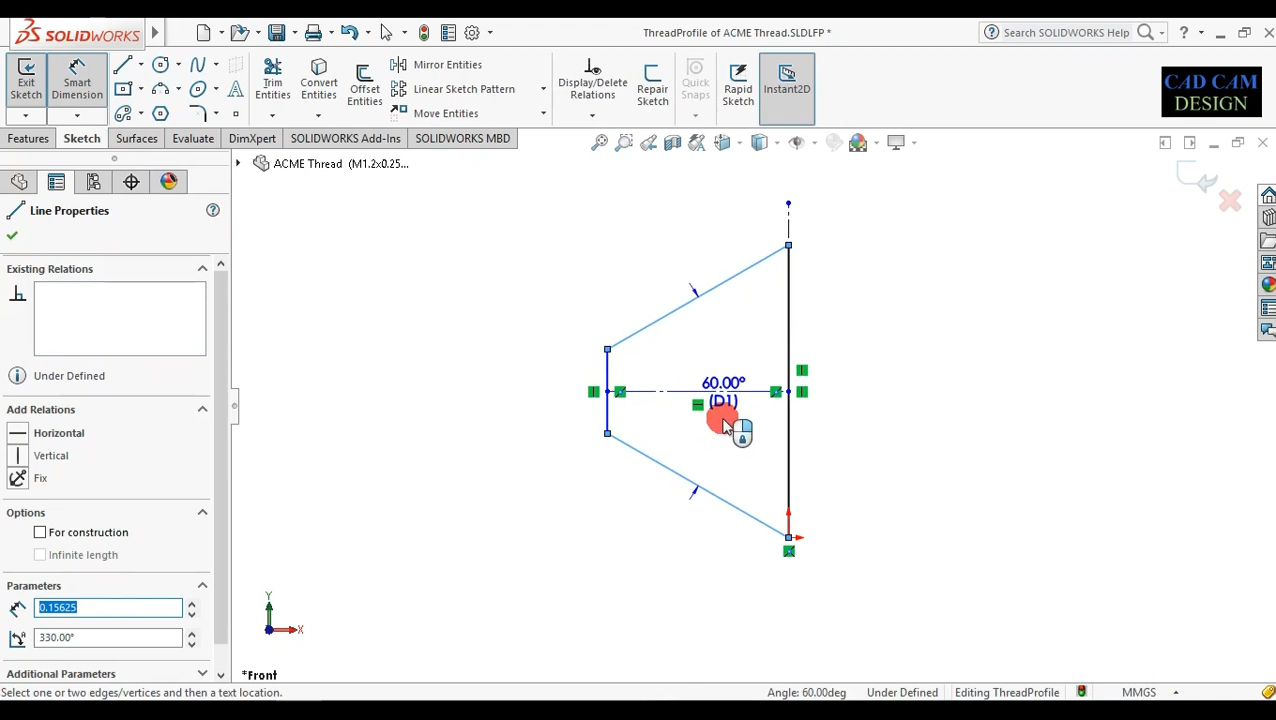 SOLIDWORKS
ThreadProfile of ACME Thread.SLDLFP *
Search SOLIDWORKS Help
?
Exit Sketch
Smart Dimension
Trim Entities
Convert Entities
Offset Entities
Mirror Entities
Linear Sketch Pattern
Move Entities
Display/Delete Relations
Repair Sketch
Quick Snaps
Rapid Sketch
Instant2D
CAD CAM
DESIGN
Features
Sketch
Surfaces
Evaluate
DimXpert
SOLIDWORKS Add-Ins
SOLIDWORKS MBD
ACME Thread (M1.2x0.25...
Line Properties
?
Existing Relations
Under Defined
Add Relations
Horizontal
Vertical
Fix
Options
For construction
Infinite length
Parameters
0.15625
330.00°
Additional Parameters
60.00°
(D1)
Y
X
*Front
Select one or two edges/vertices and then a text location.
Angle: 60.00deg
Under Defined
Editing ThreadProfile
MMGS